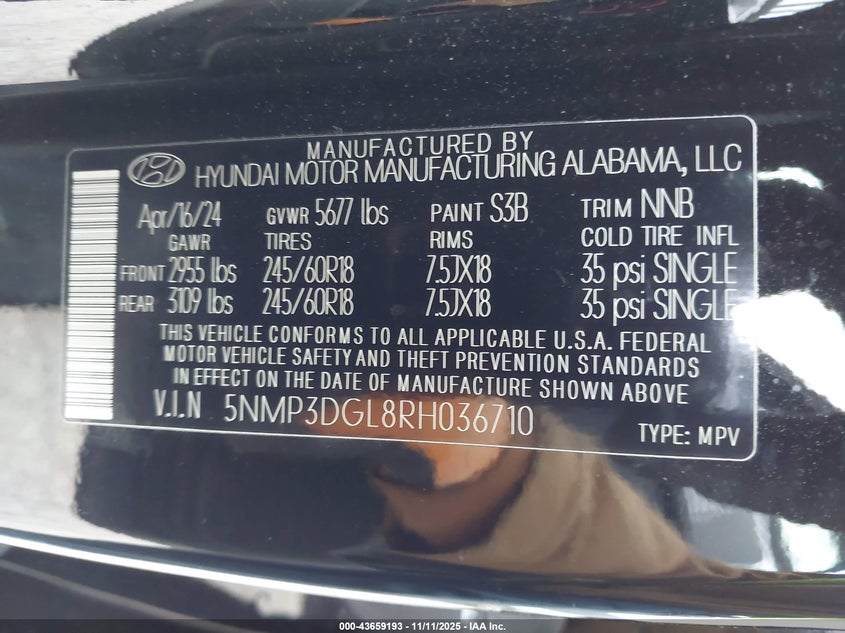 MANUFACTURED BY
HYUNDAI MOTOR MANUFACTURING ALABAMA, LLC
Apr/16/24 GVWR 5677 lbs PAINT S3B TRIM NNB
GAWR TIRES RIMS COLD TIRE INFL
FRONT 2955 lbs 245/60R18 7.5JX18 35 psi SINGLE
REAR 3109 lbs 245/60R18 7.5JX18 35 psi SINGLE
THIS VEHICLE CONFORMS TO ALL APPLICABLE U.S.A. FEDERAL
MOTOR VEHICLE SAFETY AND THEFT PREVENTION STANDARDS
IN EFFECT ON THE DATE OF MANUFACTURE SHOWN ABOVE
V.I.N 5NMP3DGL8RH036710
TYPE: MPV
000-43659193 - 11/11/2025 - IAA Inc.